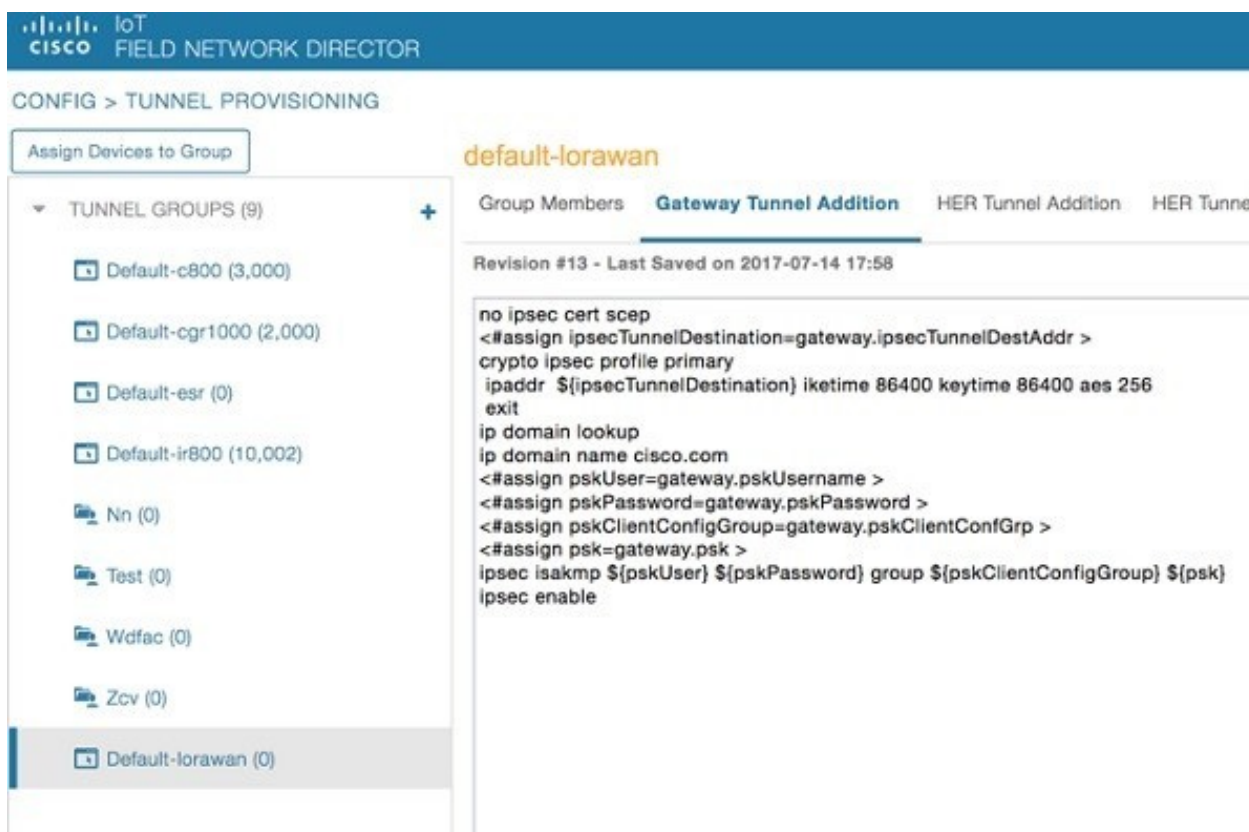 IoT
CISCO FIELD NETWORK DIRECTOR
CONFIG > TUNNEL PROVISIONING
Assign Devices to Group
TUNNEL GROUPS (9)
+
Default-c800 (3,000)
Default-cgr1000 (2,000)
Default-esr (0)
Default-ir800 (10,002)
Nn (0)
Test (0)
Wdfac (0)
Zcv (0)
Default-lorawan (0)
default-lorawan
Group Members Gateway Tunnel Addition HER Tunnel Addition HER Tunne
Revision #13 - Last Saved on 2017-07-14 17:58
no ipsec cert scep
<#assign ipsecTunnelDestination=gateway.ipsecTunnelDestAddr >
crypto ipsec profile primary
ipaddr ${ipsecTunnelDestination} iketime 86400 keytime 86400 aes 256
exit
ip domain lookup
ip domain name cisco.com
<#assign pskUser=gateway.pskUsername >
<#assign pskPassword=gateway.pskPassword >
<#assign pskClientConfigGroup=gateway.pskClientConfGrp >
<#assign psk=gateway.psk >
ipsec isakmp ${pskUser} ${pskPassword} group ${pskClientConfigGroup} ${psk}
ipsec enable